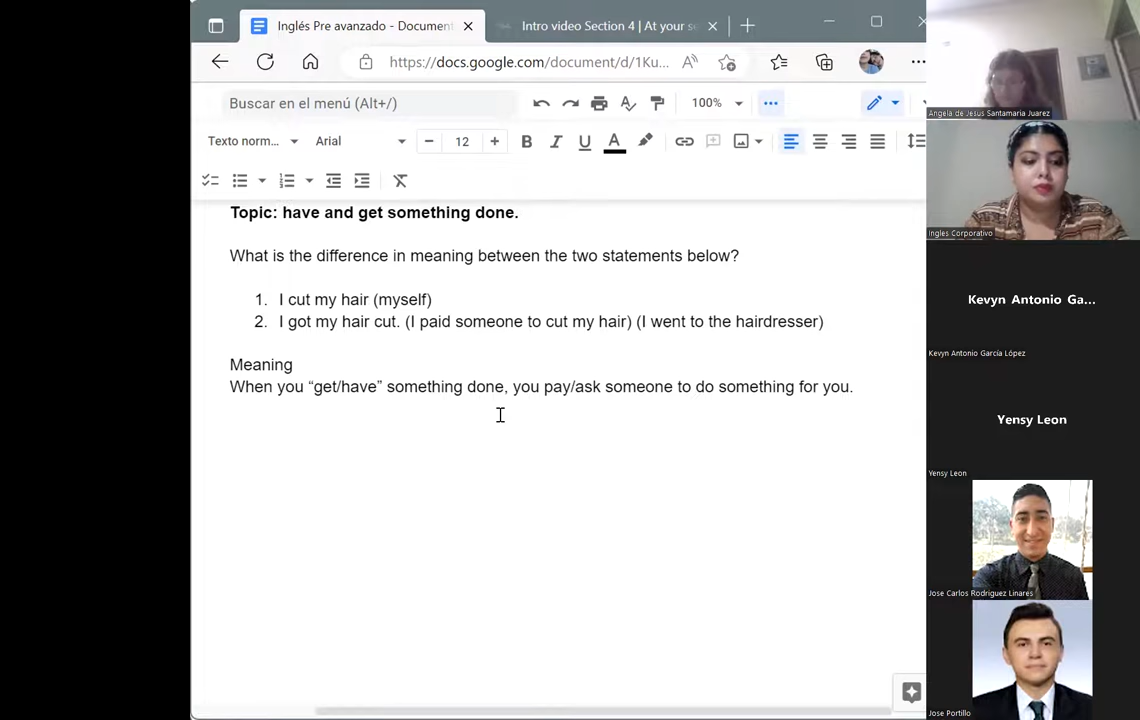 Inglés Pre avanzado - Document
Intro video Section 4 | At your se
https://docs.google.com/document/d/1Ku...
Buscar en el menú (Alt+/)
100%
Texto norm...
Arial
12
B I U A
Topic: have and get something done.
What is the difference in meaning between the two statements below?
1. I cut my hair (myself)
2. I got my hair cut. (I paid someone to cut my hair) (I went to the hairdresser)
Meaning
When you “get/have” something done, you pay/ask someone to do something for you.
Angela de Jesus Santamaria Juarez
Ingles Corporativo
Kevyn Antonio Ga...
Kevyn Antonio García López
Yensy Leon
Yensy Leon
Jose Carlos Rodriguez Linares
Jose Portillo